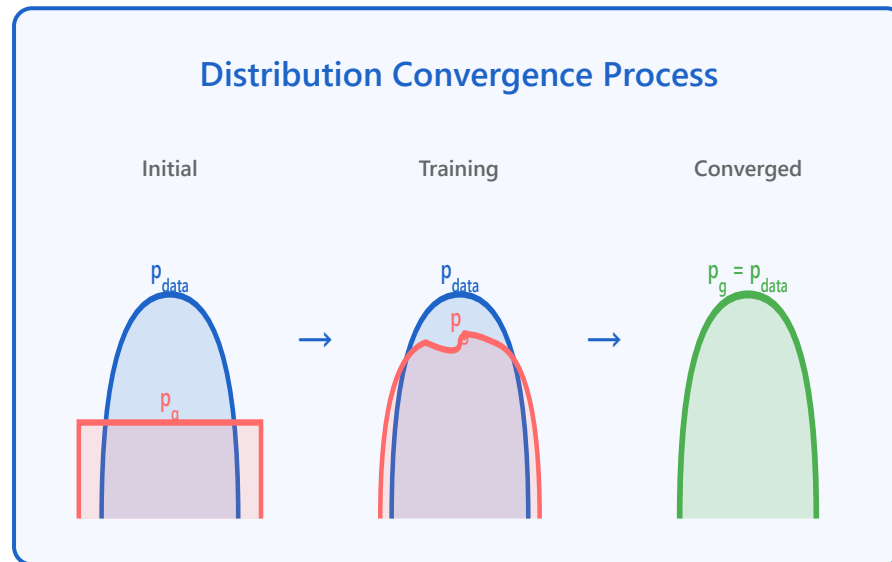 Distribution Convergence Process
Initial
Training
Converged
p_data
p_data
p_g = p_data
p_g
p_g